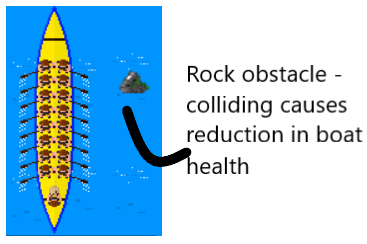 Rock obstacle -
colliding causes
reduction in boat
health